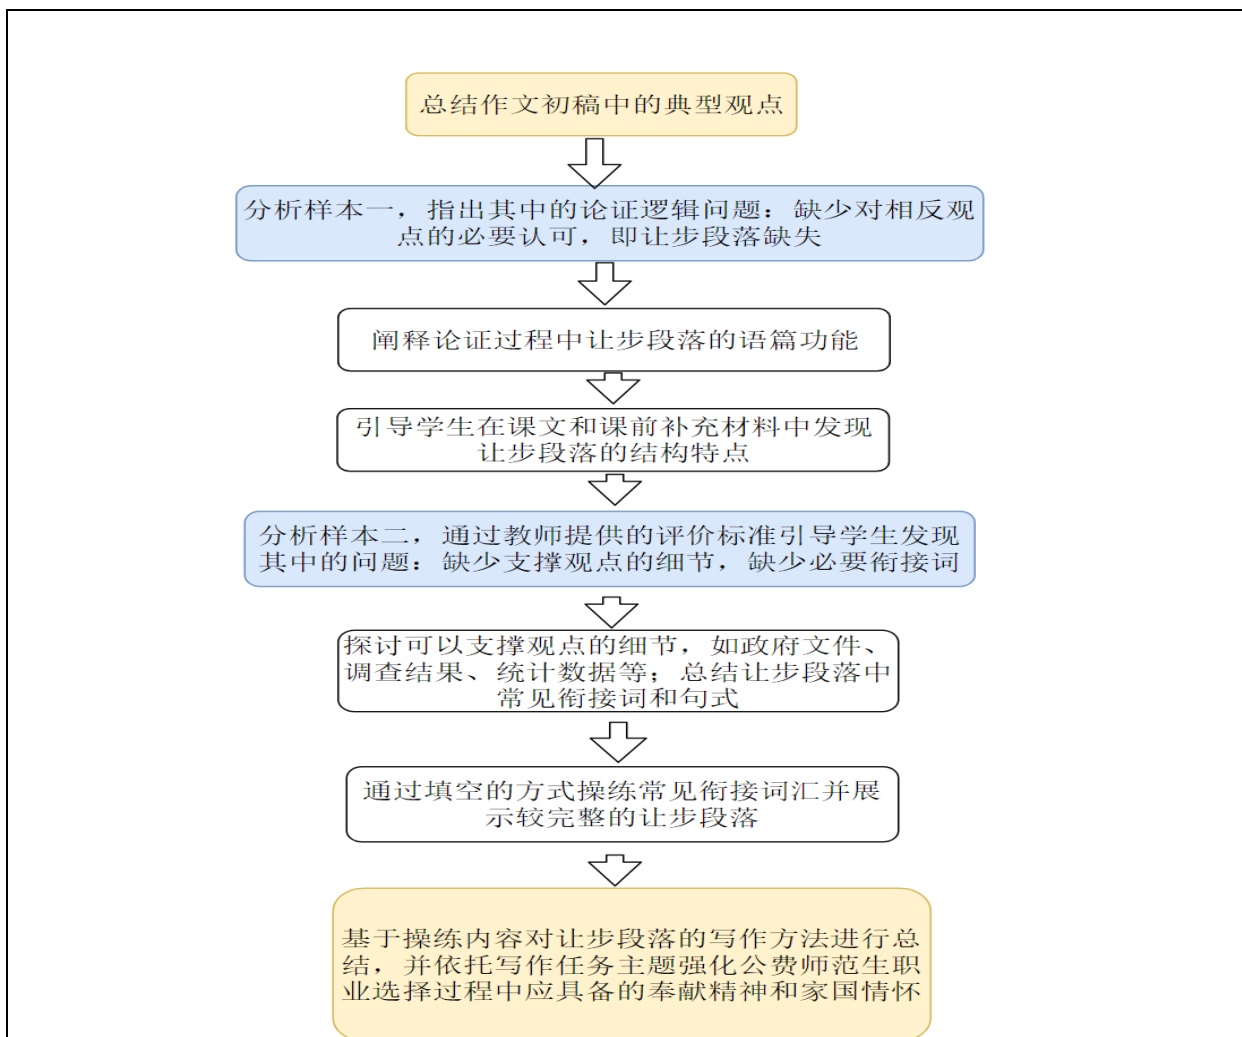 总结作文初稿中的典型观点
分析样本一，指出其中的论证逻辑问题：缺少对相反观
点的必要认可，即让步段落缺失
阐释论证过程中让步段落的语篇功能
引导学生在课文和课前补充材料中发现
让步段落的结构特点
分析样本二，通过教师提供的评价标准引导学生发现
其中的问题：缺少支撑观点的细节，缺少必要衔接词
探讨可以支撑观点的细节，如政府文件、
调查结果、统计数据等；总结让步段落中
常见衔接词和句式
通过填空的方式操练常见衔接词汇并展
示较完整的让步段落
基于操练内容对让步段落的写作方法进行总
结，并依托写作任务主题强化公费师范生职
业选择过程中应具备的奉献精神和家国情怀